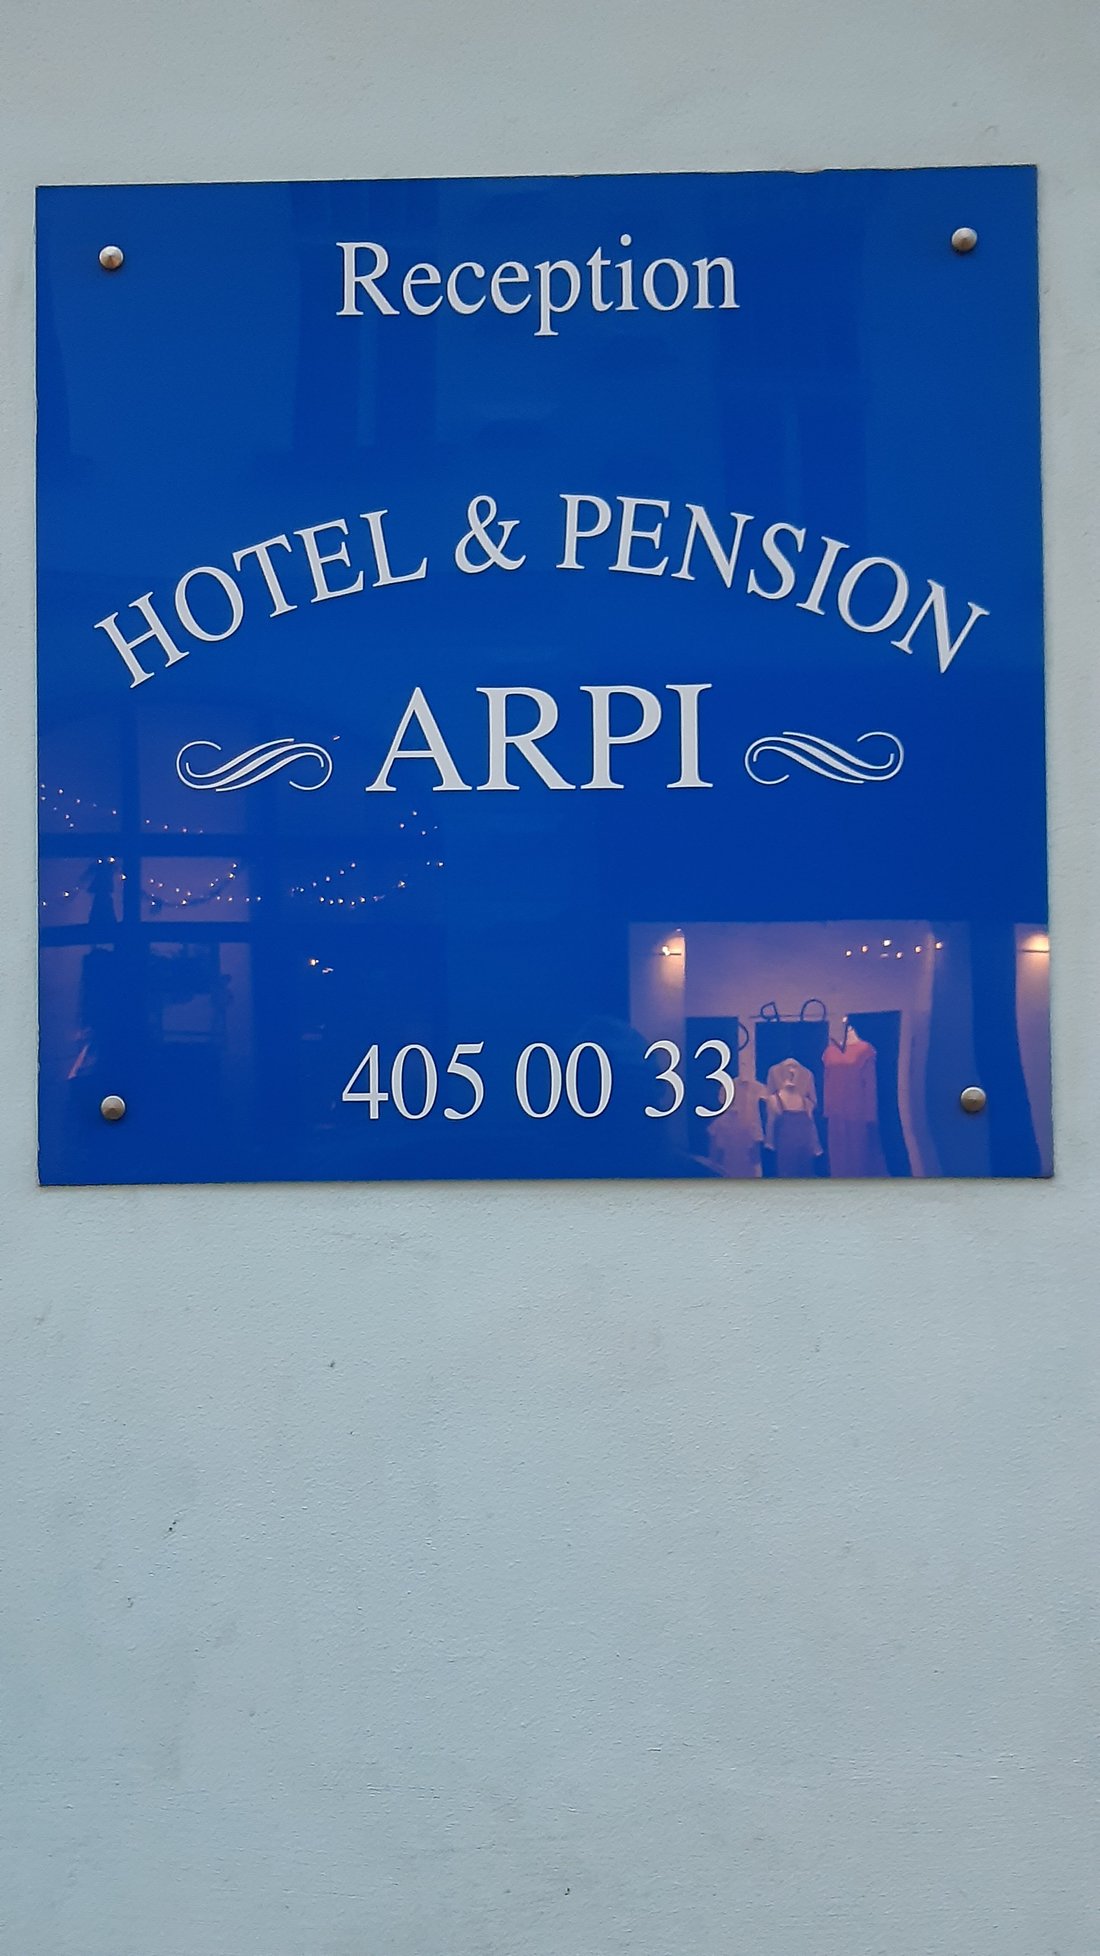 Reception
HOTEL & PENSION
ARPI
405 00 33